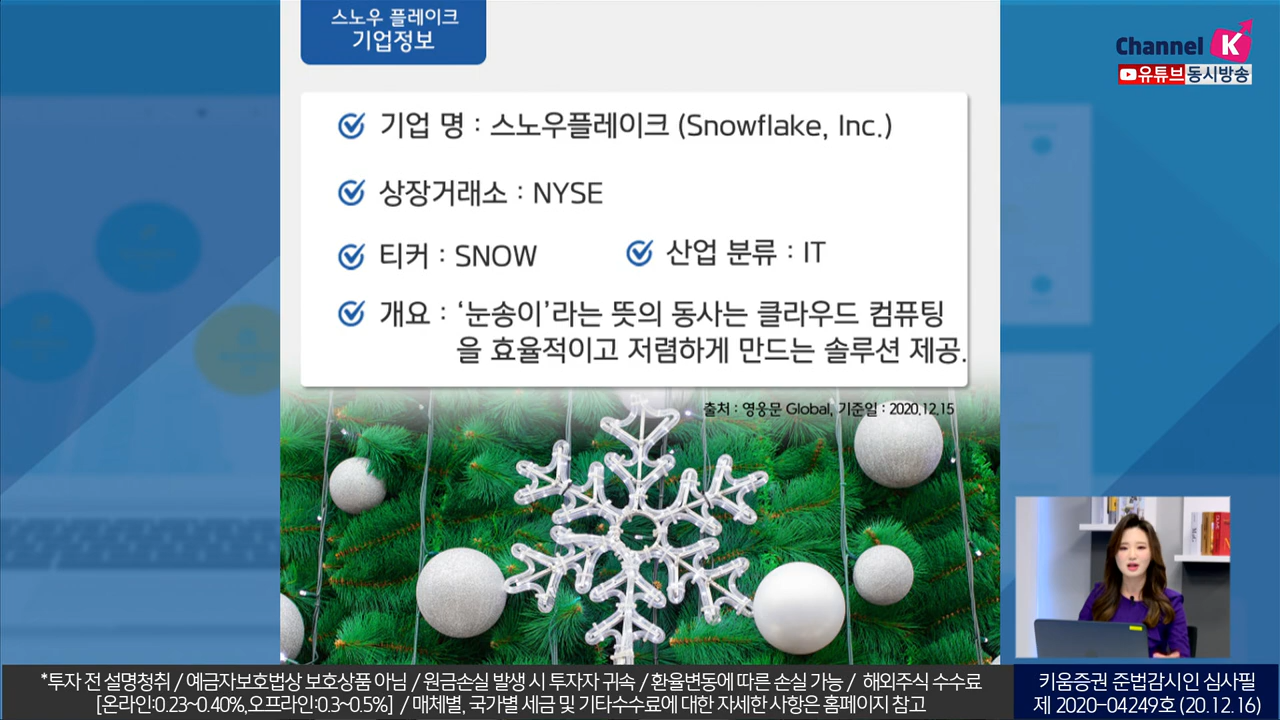 스노우 플레이크
기업정보
Channel K
유튜브동시방송
기업 명 : 스노우플레이크 (Snowflake, Inc.)
상장거래소 : NYSE
티커 : SNOW
산업 분류 : IT
개요 : ‘눈송이’라는 뜻의 동사는 클라우드 컴퓨팅
을 효율적이고 저렴하게 만드는 솔루션 제공.
출처 : 영웅문 Global, 기준일 : 2020.12.15
*투자 전 설명청취 / 예금자보호법상 보호상품 아님 / 원금손실 발생 시 투자자 귀속 / 환율변동에 따른 손실 가능 / 해외주식 수수료
[온라인:0.23~0.40%,오프라인:0.3~0.5%] / 매체별, 국가별 세금 및 기타수수료에 대한 자세한 사항은 홈페이지 참고
키움증권 준법감시인 심사필
제 2020-04249호 (20.12.16)